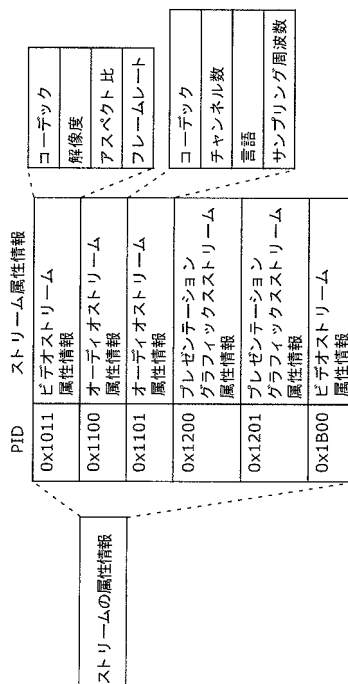 ストリームの属性情報
PID
ストリーム属性情報
0x1011
ビデオストリーム
属性情報
0x1100
オーディオストリーム
属性情報
0x1101
オーディオストリーム
属性情報
0x1200
プレゼンテーション
グラフィックスストリーム
属性情報
0x1201
プレゼンテーション
グラフィックスストリーム
属性情報
0x1B00
ビデオストリーム
属性情報
コーデック
解像度
アスペクト比
フレームレート
コーデック
チャンネル数
言語
サンプリング周波数